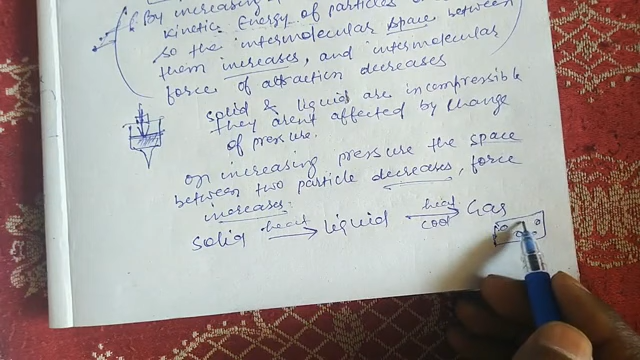 By increasing
kinetic Energy of particles
so the intermolecular space between
them increases, and intermolecular
force of attraction decreases
solid & liquid are incompressible
they aren't affected by change
of pressure.
on increasing pressure the space
between two particle decreases, force
increases.
solid heat liquid heat cool Gas